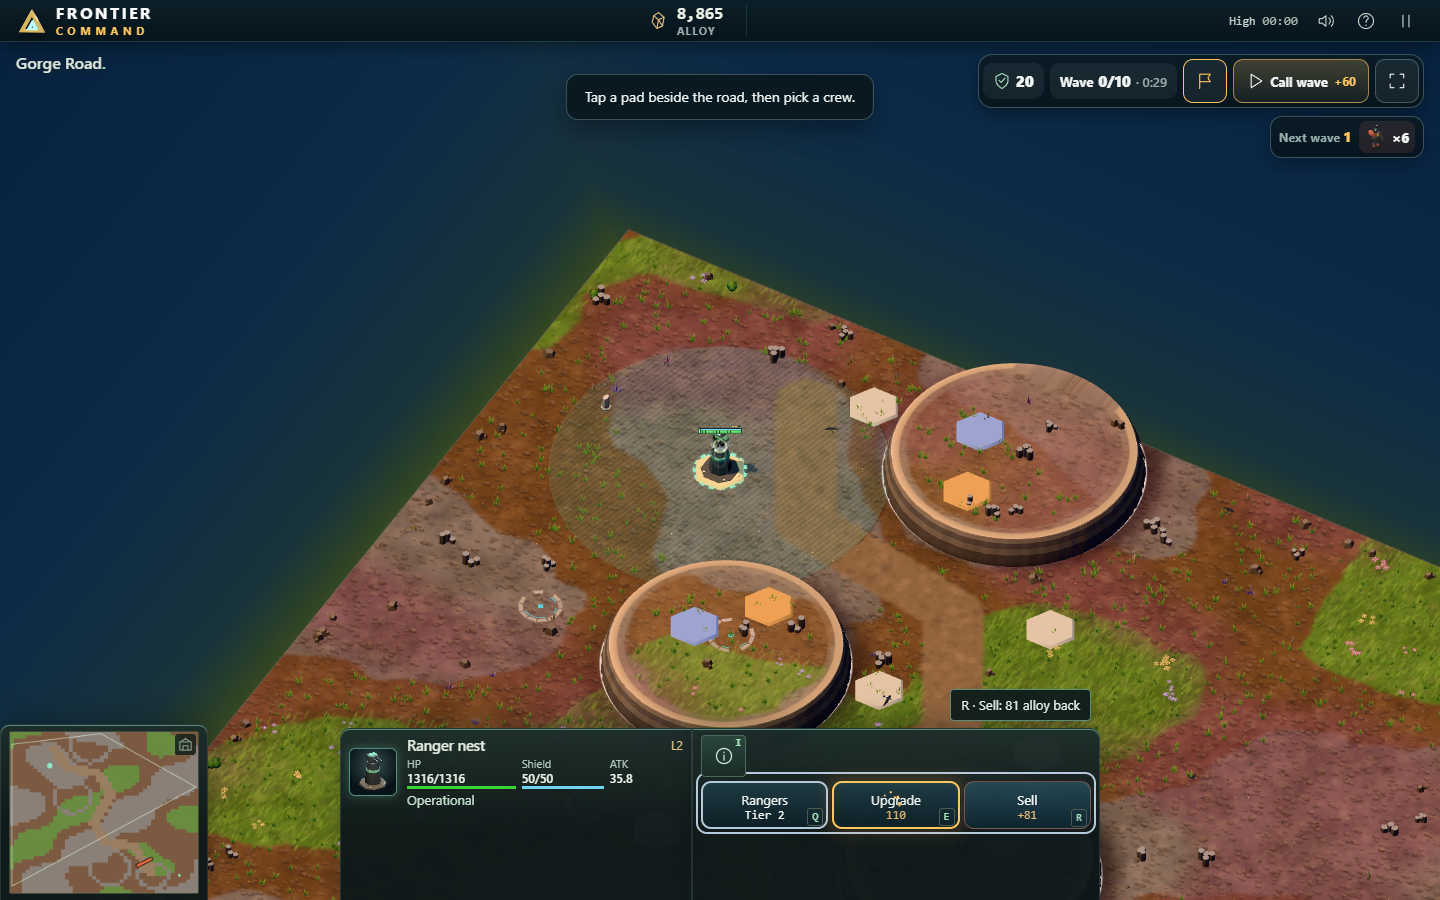 FRONTIER
COMMAND
8,865
ALLOY
High 00:00
Gorge Road.
Tap a pad beside the road, then pick a crew.
20
Wave 0/10 · 0:29
Call wave +60
Next wave 1 ×6
R · Sell: 81 alloy back
Ranger nest L2
HP Shield ATK
1316/1316 50/50 35.8
Operational
I
Rangers
Tier 2 Q
Upgrade
110 E
Sell
+81 R